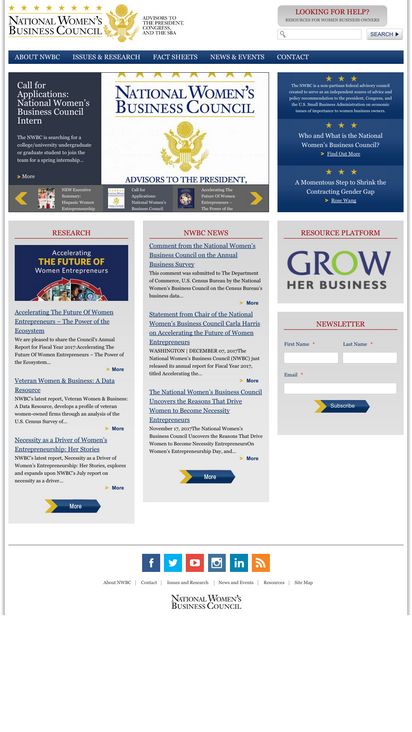 NATIONAL WOMEN'S
BUSINESS COUNCIL
ADVISORS TO
THE PRESIDENT,
CONGRESS,
AND THE SBA
LOOKING FOR HELP?
RESOURCES FOR WOMEN BUSINESS OWNERS
SEARCH
ABOUT NWBC
ISSUES & RESEARCH
FACT SHEETS
NEWS & EVENTS
CONTACT
Call for
Applications:
National Women's
Business Council
Intern
The NWBC is searching for a
college/university undergraduate
or graduate student to join the
team for a spring internship...
More
NATIONAL WOMEN'S
BUSINESS COUNCIL
ADVISORS TO THE PRESIDENT,
NEW Executive
Summary:
Hispanic Women
Entrepreneurship
Call for
Applications:
National Women's
Business Council
Accelerating The
Future Of Women
Entrepreneurs –
The Power of the
The NWBC is a non-partisan federal advisory council
created to serve as an independent source of advice and
policy recommendation to the president, Congress, and
the U.S. Small Business Administration on economic
issues of importance to women business owners.
Who and What is the National
Women's Business Council?
Find Out More
A Momentous Step to Shrink the
Contracting Gender Gap
Rose Wang
RESEARCH
Accelerating
THE FUTURE OF
Women Entrepreneurs
Accelerating The Future Of Women
Entrepreneurs – The Power of the
Ecosystem
We are pleased to share the Council's Annual
Report for Fiscal Year 2017:Accelerating The
Future Of Women Entrepreneurs – The Power of
the Ecosystem...
More
Veteran Women & Business: A Data
Resource
NWBC's latest report, Veteran Women & Business:
A Data Resource, develops a profile of veteran
women-owned firms through an analysis of the
U.S. Census Survey of...
More
Necessity as a Driver of Women's
Entrepreneurship: Her Stories
NWBC's latest report, Necessity as a Driver of
Women's Entrepreneurship: Her Stories, explores
and expands upon NWBC's July report on
necessity as a driver...
More
More
NWBC NEWS
Comment from the National Women's
Business Council on the Annual
Business Survey
This comment was submitted to the Department
of Commerce, U.S. Census Bureau by the National
Women's Business Council on the Census Bureau's
business data...
More
Statement from Chair of the National
Women's Business Council Carla Harris
on Accelerating the Future of Women
Entrepreneurs
WASHINGTON | DECEMBER 07, 2017The
National Women's Business Council (NWBC) just
released its annual report for Fiscal Year 2017,
titled Accelerating the...
More
The National Women's Business Council
Uncovers the Reasons That Drive
Women to Become Necessity
Entrepreneurs
November 17, 2017The National Women's
Business Council Uncovers the Reasons That Drive
Women to Become Necessity EntrepreneursOn
Women's Entrepreneurship Day, and...
More
More
RESOURCE PLATFORM
GROW
HER BUSINESS
NEWSLETTER
First Name *
Last Name *
Email *
Subscribe
About NWBC | Contact | Issues and Research | News and Events | Resources | Site Map
NATIONAL WOMEN'S
BUSINESS COUNCIL